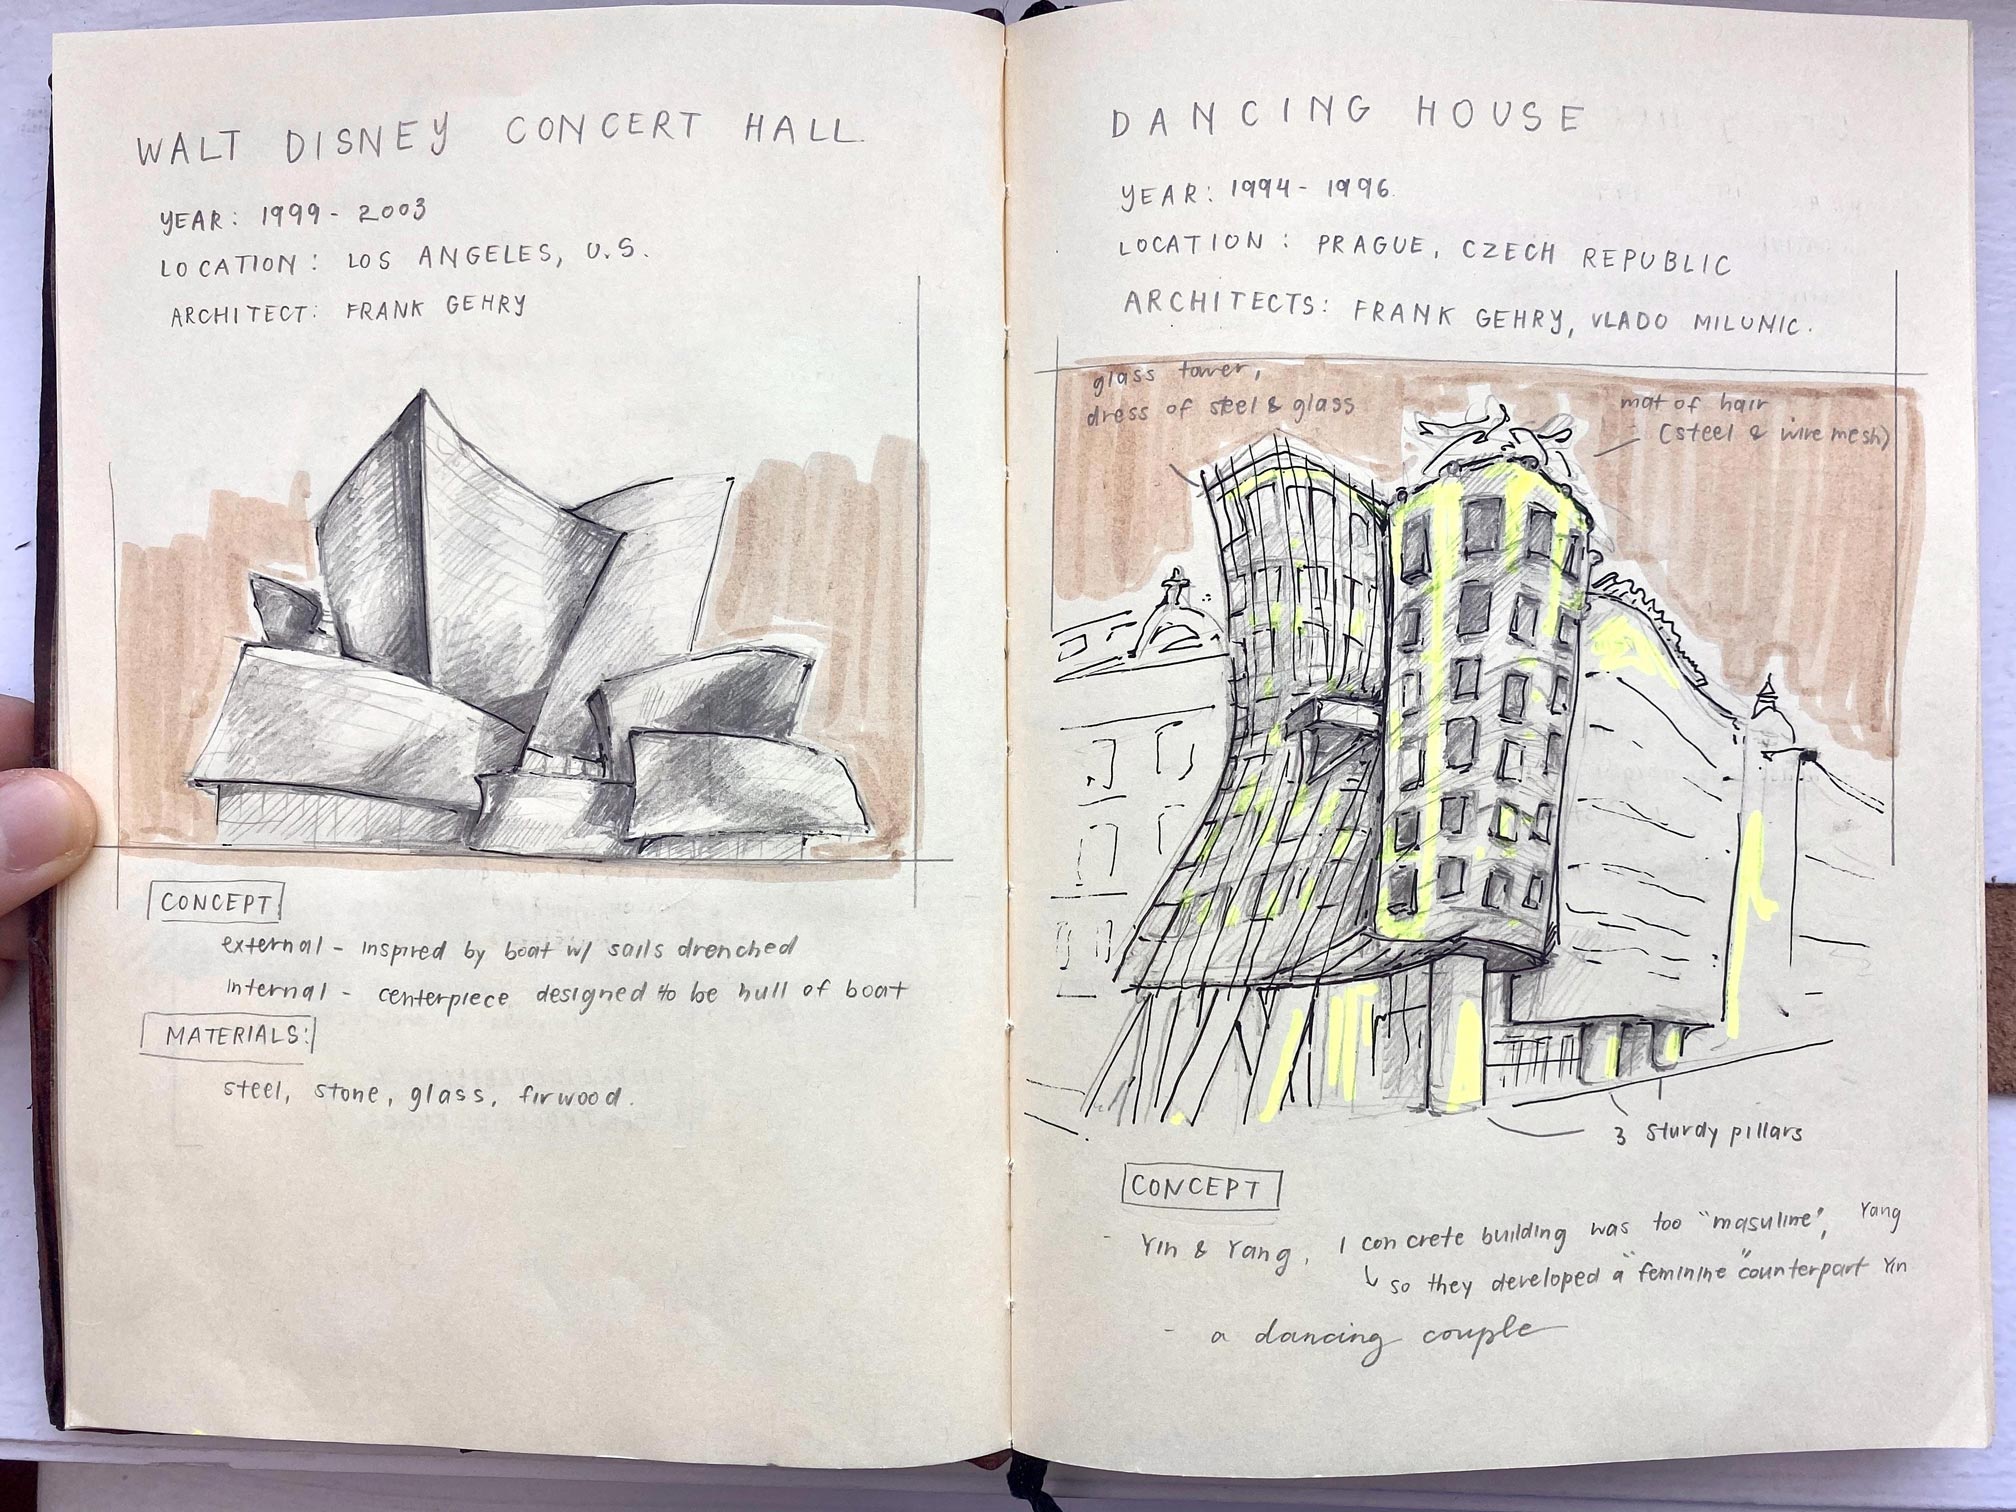 WALT DISNEY CONCERT HALL
YEAR: 1999 - 2003
LOCATION: LOS ANGELES, U.S.
ARCHITECT: FRANK GEHRY
CONCEPT
external - inspired by boat w/ sails drenched
internal - centerpiece designed to be hull of boat
MATERIALS:
steel, stone, glass, firwood.
DANCING HOUSE
YEAR: 1994 - 1996
LOCATION: PRAGUE, CZECH REPUBLIC
ARCHITECTS: FRANK GEHRY, VLADO MILUNIC.
glass tower,
dress of steel & glass
mat of hair
(steel & wire mesh)
3 sturdy pillars
CONCEPT
- Yin & Yang, 1 concrete building was too "masuline", Yang
↳ so they developed a "feminine" counterpart Yin
- a dancing couple